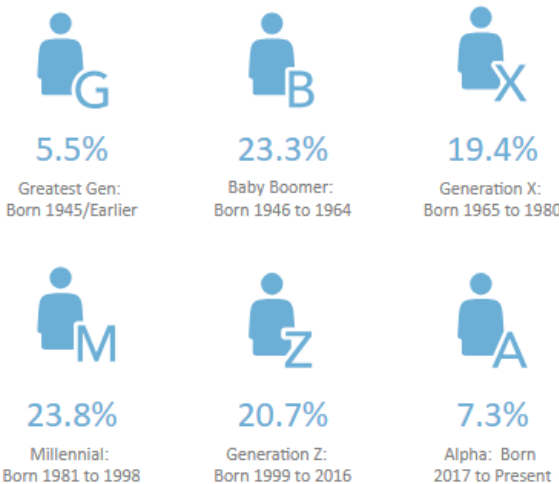 G
B
X
5.5%
23.3%
19.4%
Greatest Gen:
Born 1945/Earlier
Baby Boomer:
Born 1946 to 1964
Generation X:
Born 1965 to 1980
M
Z
A
23.8%
20.7%
7.3%
Millennial:
Born 1981 to 1998
Generation Z:
Born 1999 to 2016
Alpha: Born
2017 to Present